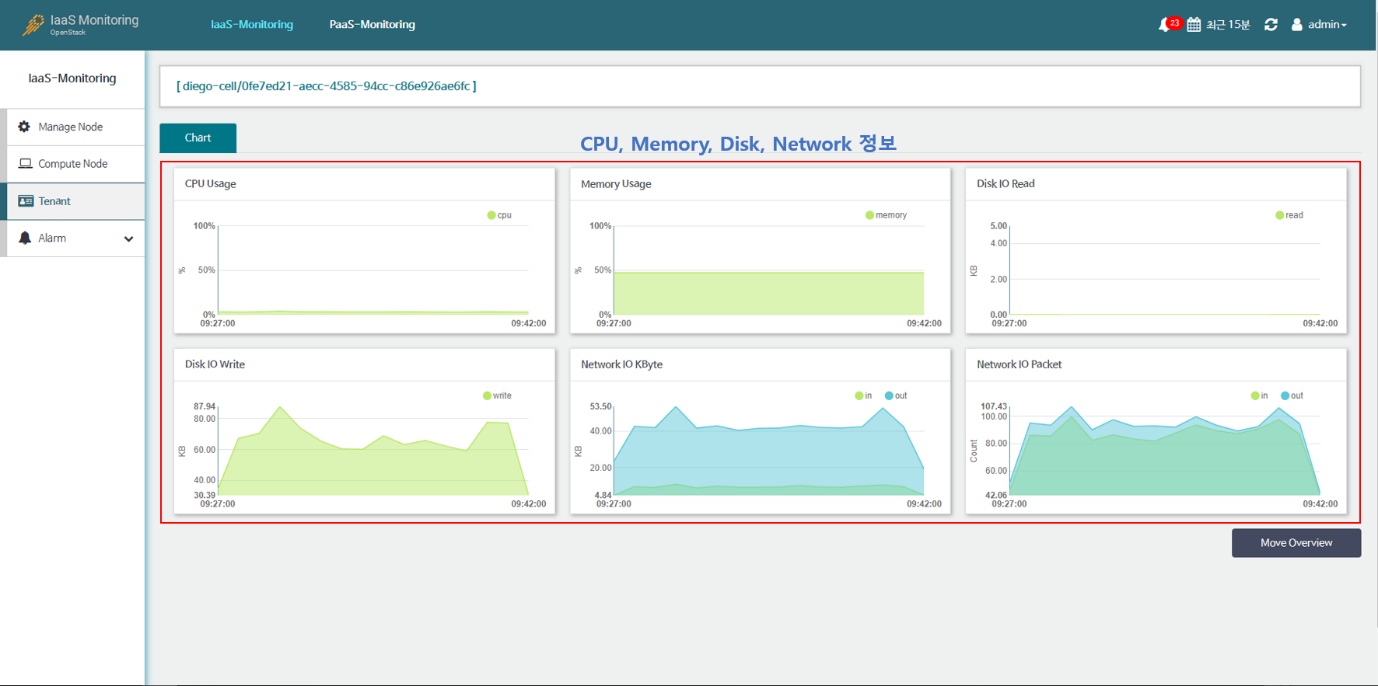 IaaS Monitoring
OpenStack
IaaS-Monitoring PaaS-Monitoring
23 최근 15분 admin
IaaS-Monitoring
Manage Node
Compute Node
Tenant
Alarm
[ diego-cell/0fe7ed21-aecc-4585-94cc-c86e926ae6fc ]
Chart
CPU, Memory, Disk, Network 정보
CPU Usage
cpu
100%
50%
0%
%
09:27:00 09:42:00
Memory Usage
memory
100%
50%
0%
%
09:27:00 09:42:00
Disk IO Read
read
5.00
4.00
2.00
0.00
KB
09:27:00 09:42:00
Disk IO Write
write
87.94
80.00
60.00
40.00
30.39
KB
09:27:00 09:42:00
Network IO KByte
in out
53.50
40.00
20.00
4.84
KB
09:27:00 09:42:00
Network IO Packet
in out
107.43
100.00
80.00
60.00
42.06
Count
09:27:00 09:42:00
Move Overview